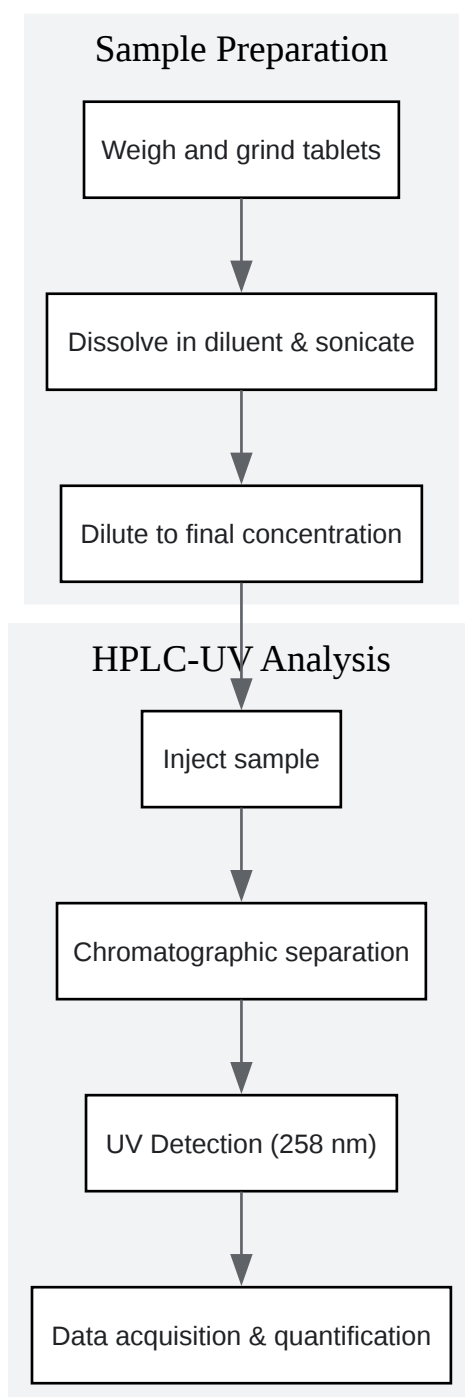 Sample Preparation
Weigh and grind tablets
Dissolve in diluent & sonicate
Dilute to final concentration
HPLC-UV Analysis
Inject sample
Chromatographic separation
UV Detection (258 nm)
Data acquisition & quantification